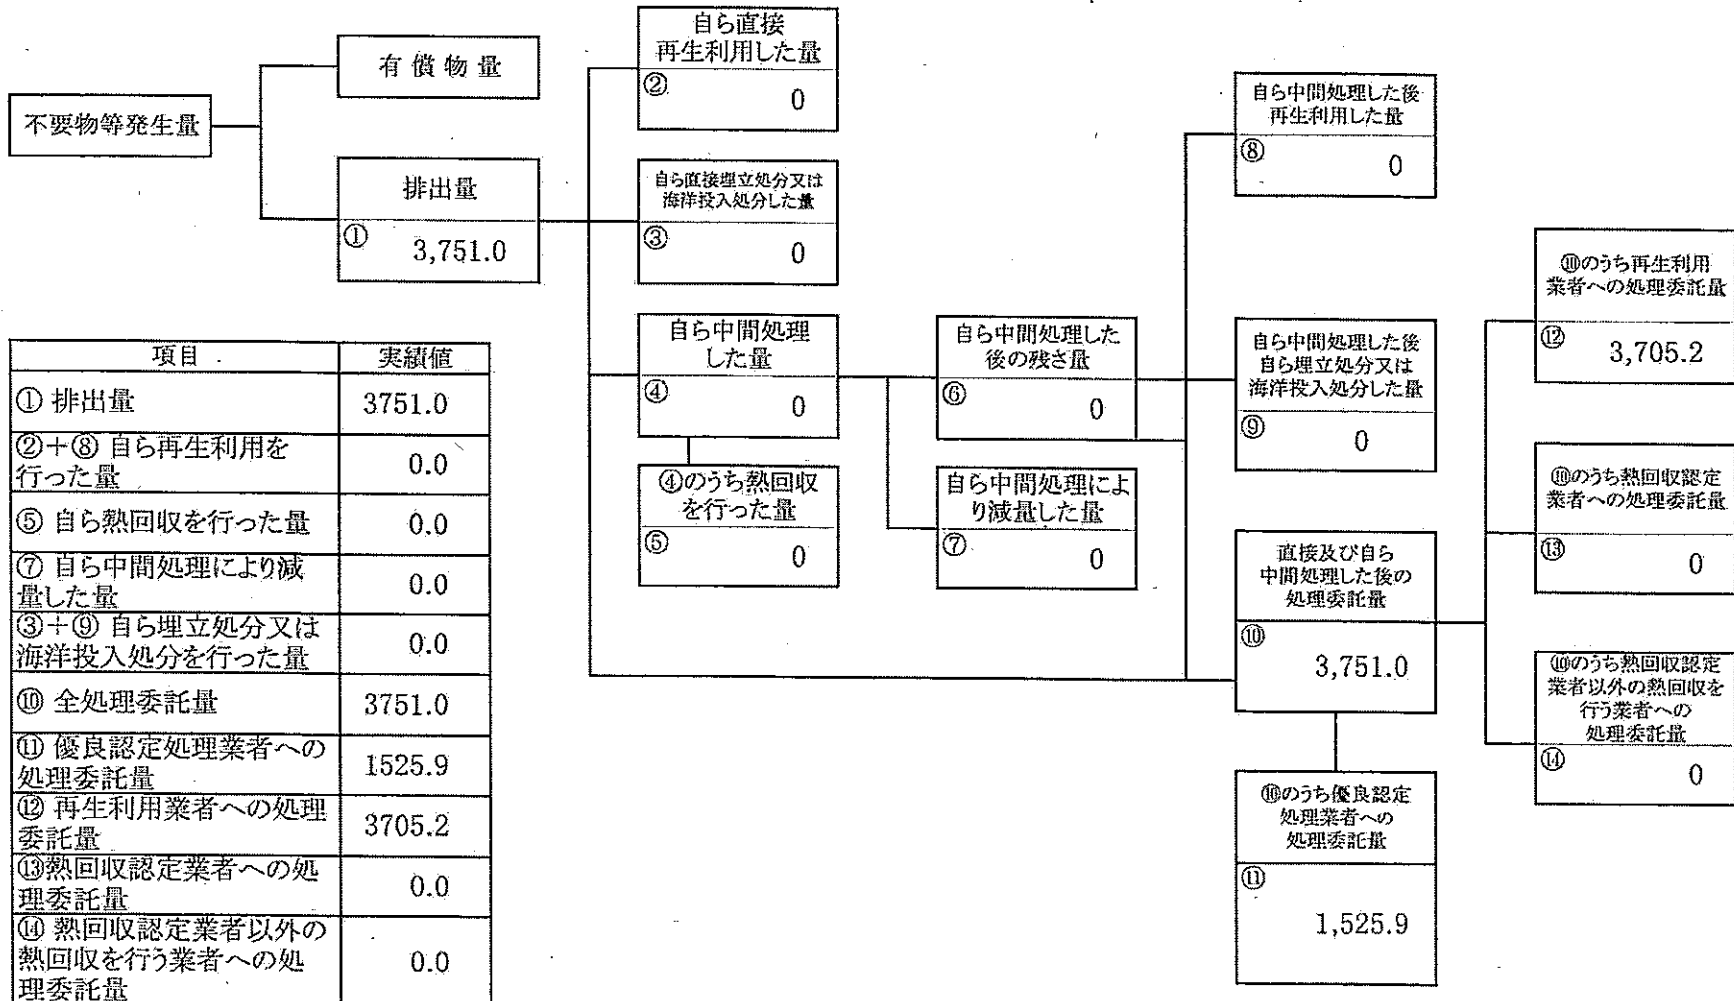 不要物等発生量
有償物量
排出量
① 3,751.0
自ら直接
再生利用した量
② 0
自ら直接埋立処分又は
海洋投入処分した量
③ 0
自ら中間処理
した量
④ 0
④のうち熱回収
を行った量
⑤ 0
自ら中間処理した
後の残さ量
⑥ 0
自ら中間処理によ
り減量した量
⑦ 0
自ら中間処理した後
再生利用した量
⑧ 0
自ら中間処理した後
自ら埋立処分又は
海洋投入処分した量
⑨ 0
直接及び自ら
中間処理した後の
処理委託量
⑩ 3,751.0
⑩のうち優良認定
処理業者への
処理委託量
⑪ 1,525.9
⑩のうち再生利用
業者への処理委託量
⑫ 3,705.2
⑩のうち熱回収認定
業者への処理委託量
⑬ 0
⑩のうち熱回収認定
業者以外の熱回収を
行う業者への
処理委託量
⑭ 0
項目 実績値
① 排出量 3751.0
②+⑧ 自ら再生利用を
行った量 0.0
⑤ 自ら熱回収を行った量 0.0
⑦ 自ら中間処理により減
量した量 0.0
③+⑨ 自ら埋立処分又は
海洋投入処分を行った量 0.0
⑩ 全処理委託量 3751.0
⑪ 優良認定処理業者への
処理委託量 1525.9
⑫ 再生利用業者への処理
委託量 3705.2
⑬熱回収認定業者への処
理委託量 0.0
⑭ 熱回収認定業者以外の
熱回収を行う業者への処
理委託量 0.0